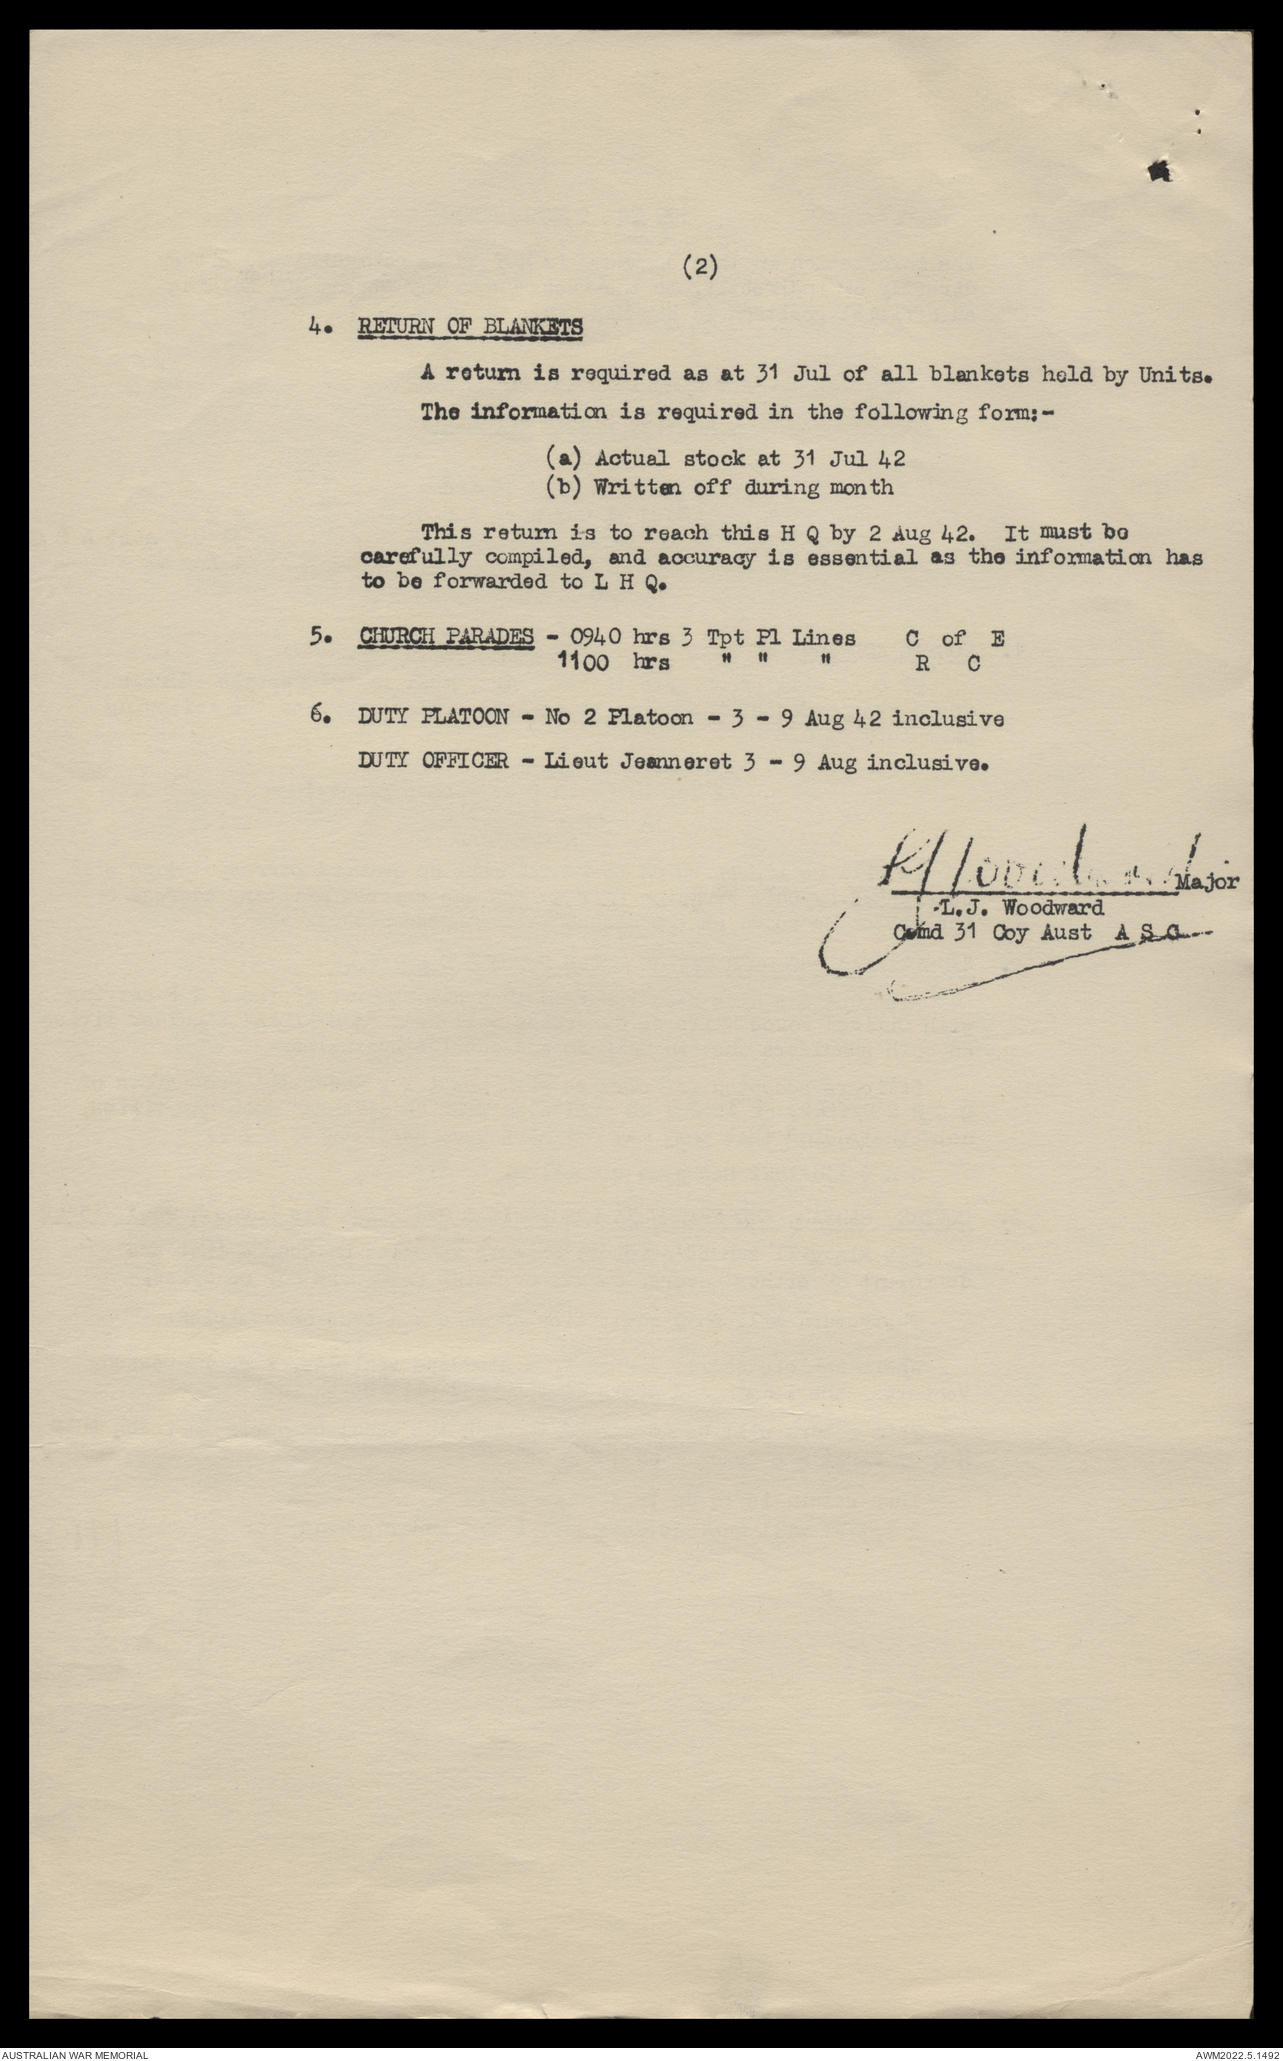 (2)
4. RETURN OF BLANKETS
A return is required as at 31 Jul of all blankets held by Units.
The information is required in the following form:-
(a) Actual stock at 31 Jul 42
(b) Written off during month
This return is to reach this H Q by 2 Aug 42. It must be
carefully compiled, and accuracy is essential as the information has
to be forwarded to L H Q.
5. CHURCH PARADES - 0940 hrs 3 Tpt Pl Lines C of E
1100 hrs " " " R C
6. DUTY PLATOON - No 2 Platoon - 3 - 9 Aug 42 inclusive
DUTY OFFICER - Lieut Jeanneret 3 - 9 Aug inclusive.
LJWoodward Major
L.J. Woodward
Comd 31 Coy Aust A S C
AUSTRALIAN WAR MEMORIAL
AWM2022.5.1492